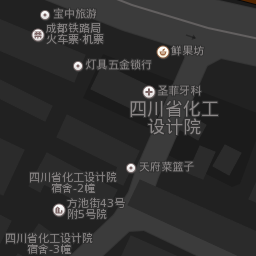 宝中旅游
成都铁路局
火车票·机票
鲜果坊
灯具五金锁行
圣菲牙科
四川省化工
设计院
天府菜篮子
四川省化工设计院
宿舍-2幢
方池街43号
附5号院
四川省化工设计院
宿舍-3幢